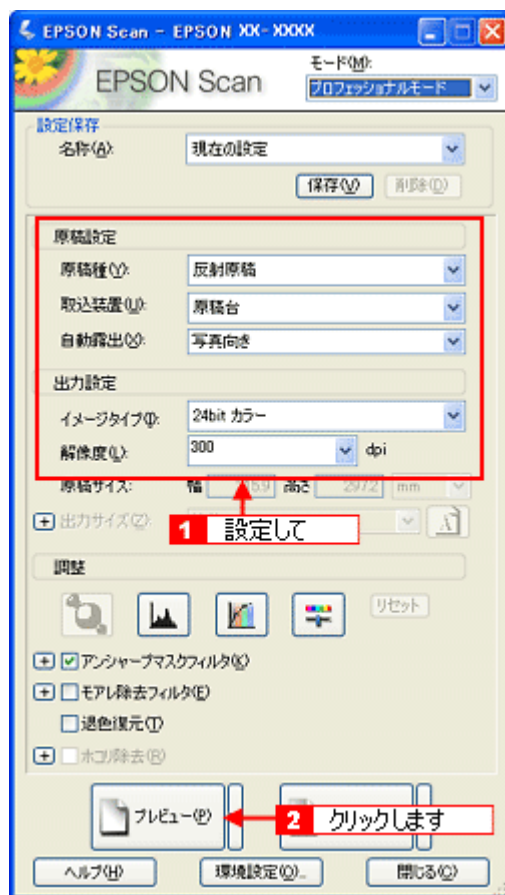 EPSON Scan - EPSON XX-XXXX
EPSON Scan
モード(M):
プロフェッショナルモード
設定保存
名称(A):
現在の設定
保存(V)
削除(D)
原稿設定
原稿種(Y):
反射原稿
取込装置(U):
原稿台
自動露出(X):
写真向き
出力設定
イメージタイプ(I):
24bit カラー
解像度(L):
300
dpi
原稿サイズ:
幅
高さ
297.2
mm
出力サイズ(Z):
1 設定して
調整
リセット
アンシャープマスクフィルタ(K)
モアレ除去フィルタ(E)
退色復元(T)
ホコリ除去(R)
プレビュー(P)
2 クリックします
ヘルプ(H)
環境設定(O)...
閉じる(C)